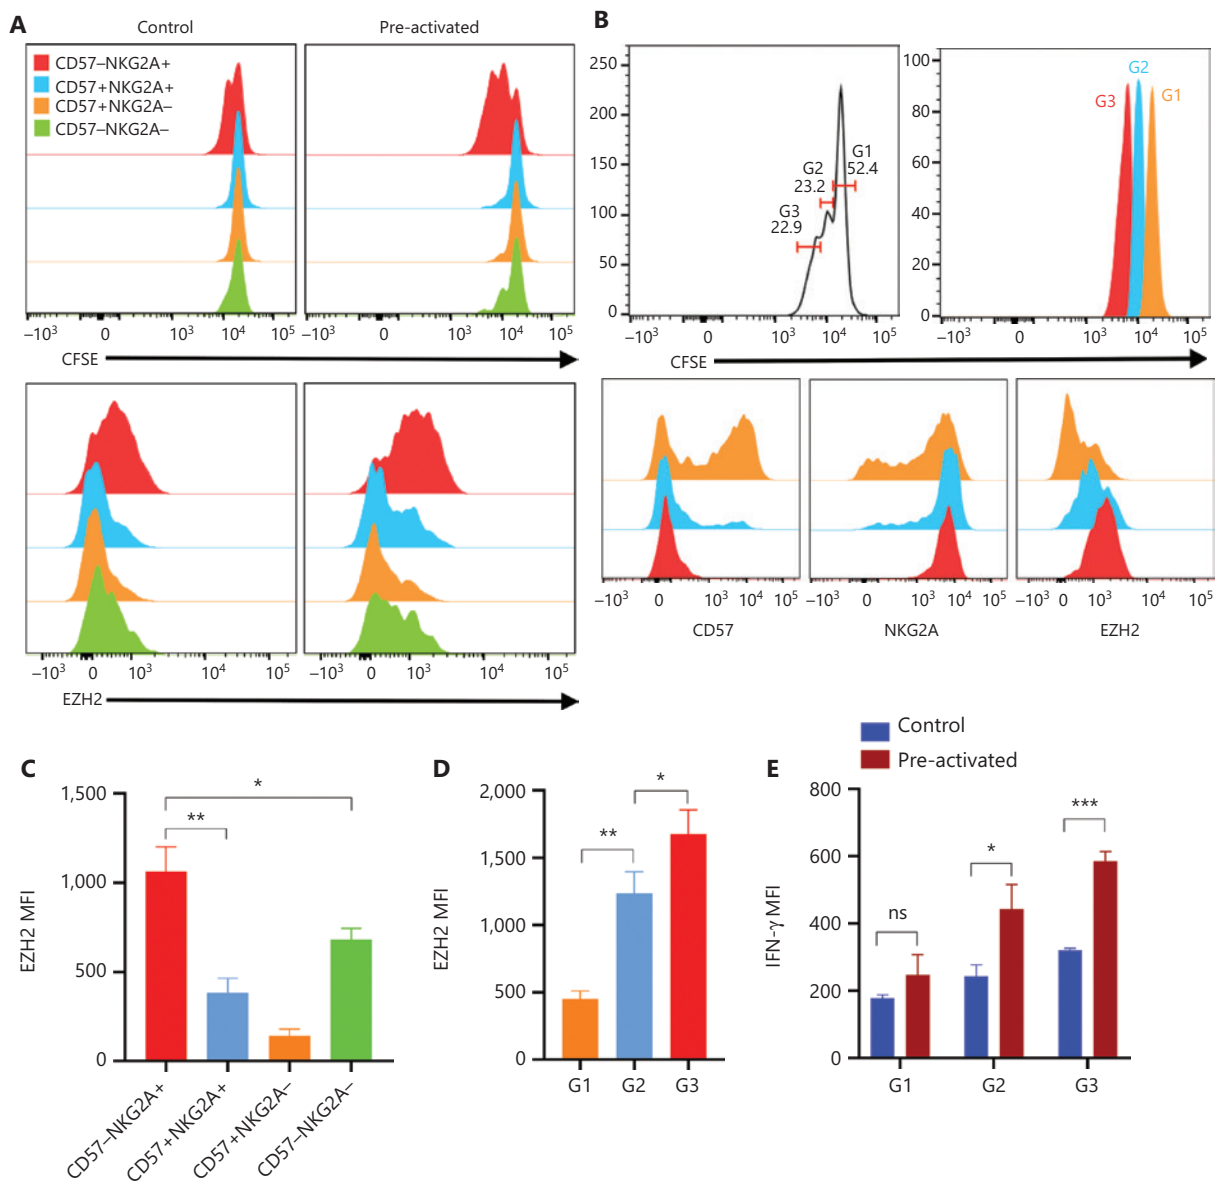 A
Control
Pre-activated
CD57–NKG2A+
CD57+NKG2A+
CD57+NKG2A–
CD57–NKG2A–
–10³ 0 10³ 10⁴ 10⁵
–10³ 0 10³ 10⁴ 10⁵
CFSE
–10³ 0 10³ 10⁴ 10⁵
–10³ 0 10³ 10⁴ 10⁵
EZH2
B
250
200
150
100
50
0
G1
52.4
G2
23.2
G3
22.9
–10³ 0 10³ 10⁴ 10⁵
100
80
60
40
20
0
G3
G2
G1
–10³ 0 10³ 10⁴ 10⁵
CFSE
–10³ 0 10³ 10⁴ 10⁵
CD57
–10³ 0 10³ 10⁴ 10⁵
NKG2A
–10³ 0 10³ 10⁴ 10⁵
EZH2
C
EZH2 MFI
1,500
1,000
500
0
**
*
CD57–NKG2A+
CD57+NKG2A+
CD57+NKG2A–
CD57–NKG2A–
D
EZH2 MFI
2,000
1,500
1,000
500
0
**
*
G1 G2 G3
E
Control
Pre-activated
IFN-γ MFI
800
600
400
200
0
ns
*
***
G1 G2 G3